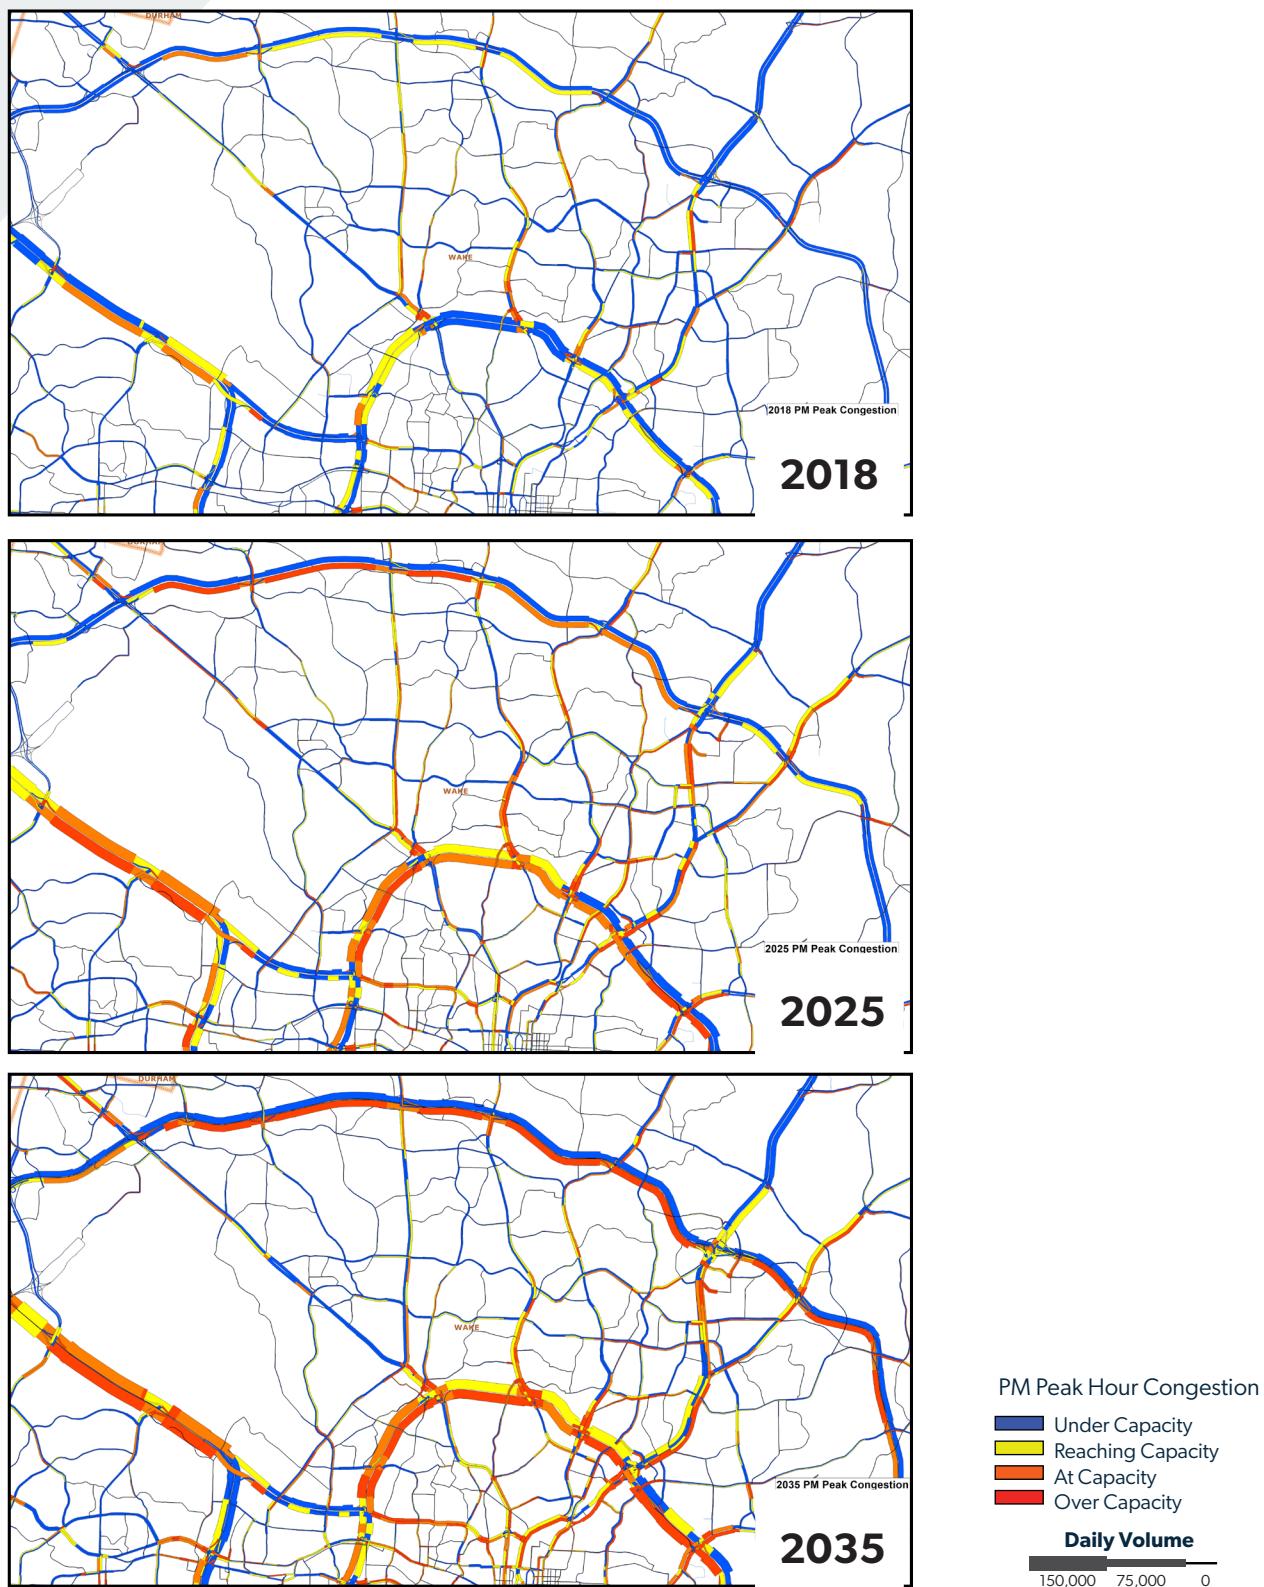 DURHAM
WAKE
2018 PM Peak Congestion
2018
DURHAM
WAKE
2025 PM Peak Congestion
2025
DURHAM
WAKE
2035 PM Peak Congestion
2035
PM Peak Hour Congestion
Under Capacity
Reaching Capacity
At Capacity
Over Capacity
Daily Volume
150,000 75,000 0